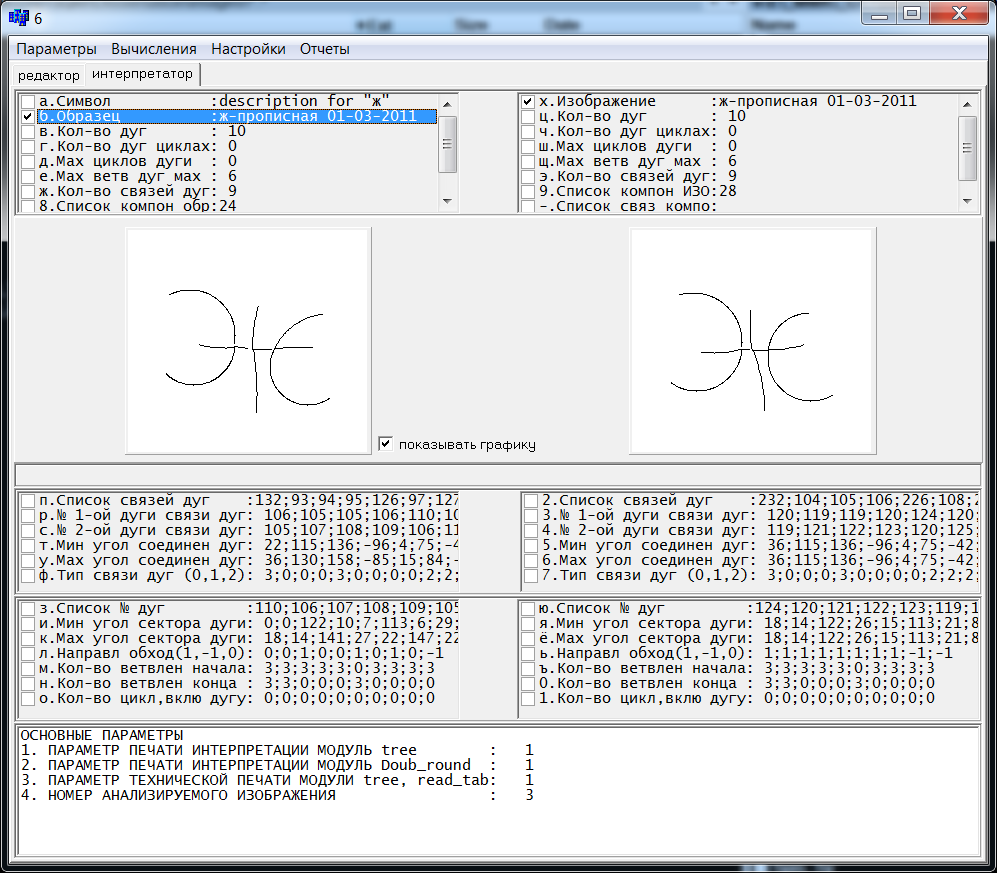 6
Параметры Вычисления Настройки Отчеты
редактор интерпретатор
а.Символ :description for "ж"
б.Образец :ж-прописная 01-03-2011
в.Кол-во дуг : 10
г.Кол-во дуг циклах: 0
д.Мах циклов дуги : 0
е.Мах ветв дуг мах : 6
ж.Кол-во связей дуг: 9
8.Список компон обр:24
х.Изображение :ж-прописная 01-03-2011
ц.Кол-во дуг : 10
ч.Кол-во дуг циклах: 0
ш.Мах циклов дуги : 0
щ.Мах ветв дуг мах : 6
э.Кол-во связей дуг: 9
9.Список компон ИЗО:28
-.Список связ компо:
показывать графику
п.Список связей дуг :132;93;94;95;126;97;127
р.№ 1-ой дуги связи дуг: 106;105;105;106;110;10
с.№ 2-ой дуги связи дуг: 105;107;108;109;106;11
т.Мин угол соединен дуг: 22;115;136;-96;4;75;-4
у.Мах угол соединен дуг: 36;130;158;-85;15;84;-
ф.Тип связи дуг (0,1,2): 3;0;0;0;3;0;0;0;2;2;
2.Список связей дуг :232;104;105;106;226;108;2
3.№ 1-ой дуги связи дуг: 120;119;119;120;124;120;
4.№ 2-ой дуги связи дуг: 119;121;122;123;120;125;
5.Мин угол соединен дуг: 36;115;136;-96;4;75;-42;
6.Мах угол соединен дуг: 36;115;136;-96;4;75;-42;
7.Тип связи дуг (0,1,2): 3;0;0;0;3;0;0;0;2;2;2;
з.Список № дуг :110;106;107;108;109;105
и.Мин угол сектора дуги: 0;0;122;10;7;113;6;29;
к.Мах угол сектора дуги: 18;14;141;27;22;147;22
л.Направл обход(1,-1,0): 0;0;1;0;0;1;0;1;0;-1
м.Кол-во ветвлен начала: 3;3;3;3;3;0;3;3;3;3
н.Кол-во ветвлен конца : 3;3;0;0;0;3;0;0;0;0
о.Кол-во цикл,вклю дугу: 0;0;0;0;0;0;0;0;0;0
ю.Список № дуг :124;120;121;122;123;119;1
я.Мин угол сектора дуги: 18;14;122;26;15;113;21;8
ё.Мах угол сектора дуги: 18;14;122;26;15;113;21;8
ь.Направл обход(1,-1,0): 1;1;1;1;1;1;1;1;-1;-1
ъ.Кол-во ветвлен начала: 3;3;3;3;3;0;3;3;3;3
0.Кол-во ветвлен конца : 3;3;0;0;0;3;0;0;0;0
1.Кол-во цикл,вклю дугу: 0;0;0;0;0;0;0;0;0;0
ОСНОВНЫЕ ПАРАМЕТРЫ
1. ПАРАМЕТР ПЕЧАТИ ИНТЕРПРЕТАЦИИ МОДУЛЬ tree : 1
2. ПАРАМЕТР ПЕЧАТИ ИНТЕРПРЕТАЦИИ МОДУЛЬ Doub_round : 1
3. ПАРАМЕТР ТЕХНИЧЕСКОЙ ПЕЧАТИ МОДУЛИ tree, read_tab: 1
4. НОМЕР АНАЛИЗИРУЕМОГО ИЗОБРАЖЕНИЯ : 3